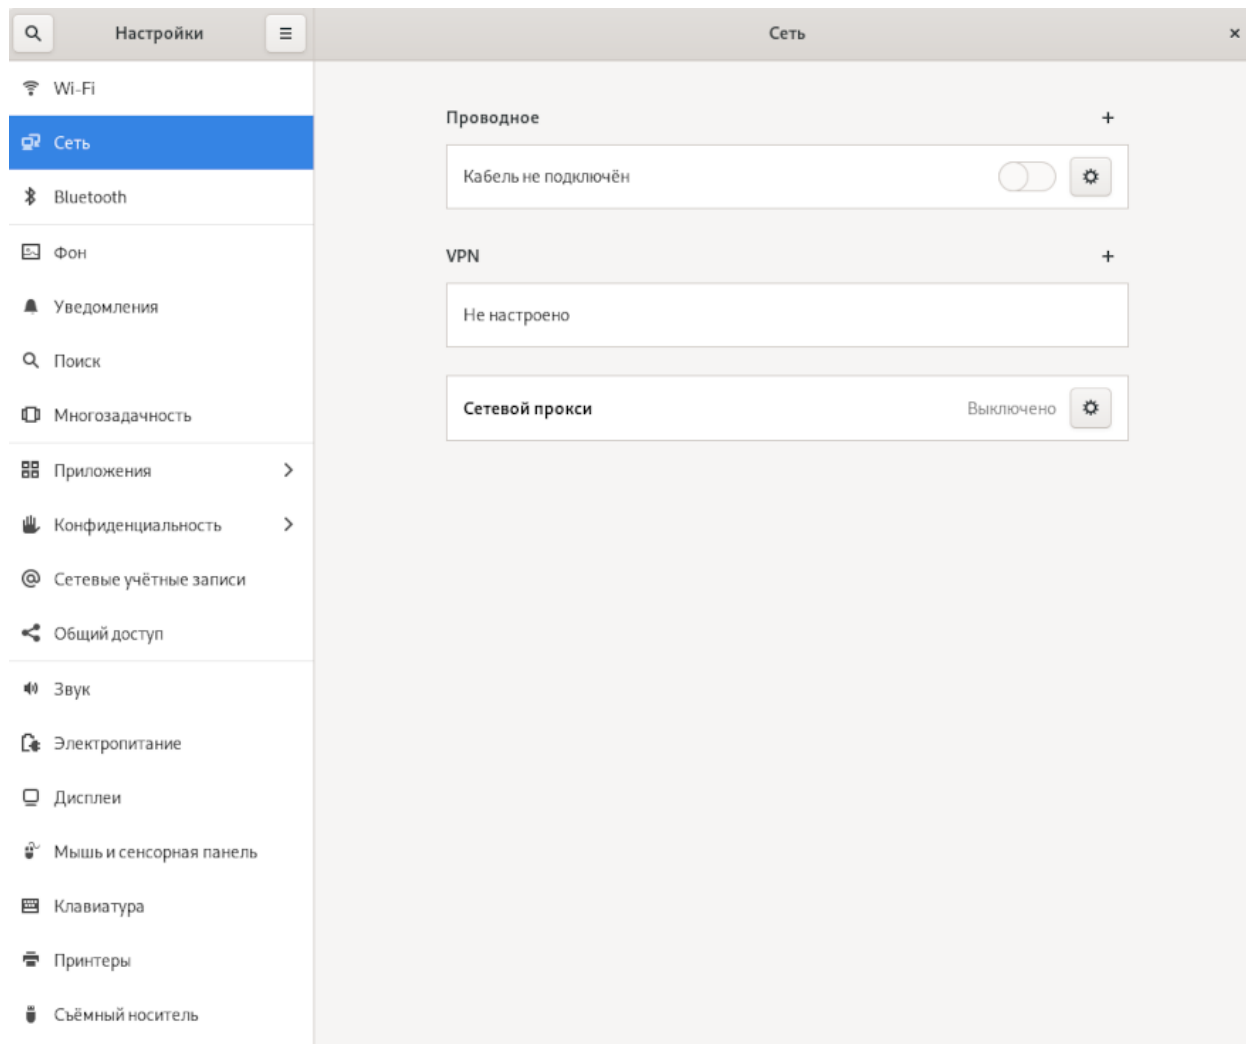 Настройки
Сеть
Wi-Fi
Сеть
Bluetooth
Фон
Уведомления
Поиск
Многозадачность
Приложения
Конфиденциальность
Сетевые учётные записи
Общий доступ
Звук
Электропитание
Дисплеи
Мышь и сенсорная панель
Клавиатура
Принтеры
Съёмный носитель
Проводное
Кабель не подключён
VPN
Не настроено
Сетевой прокси Выключено